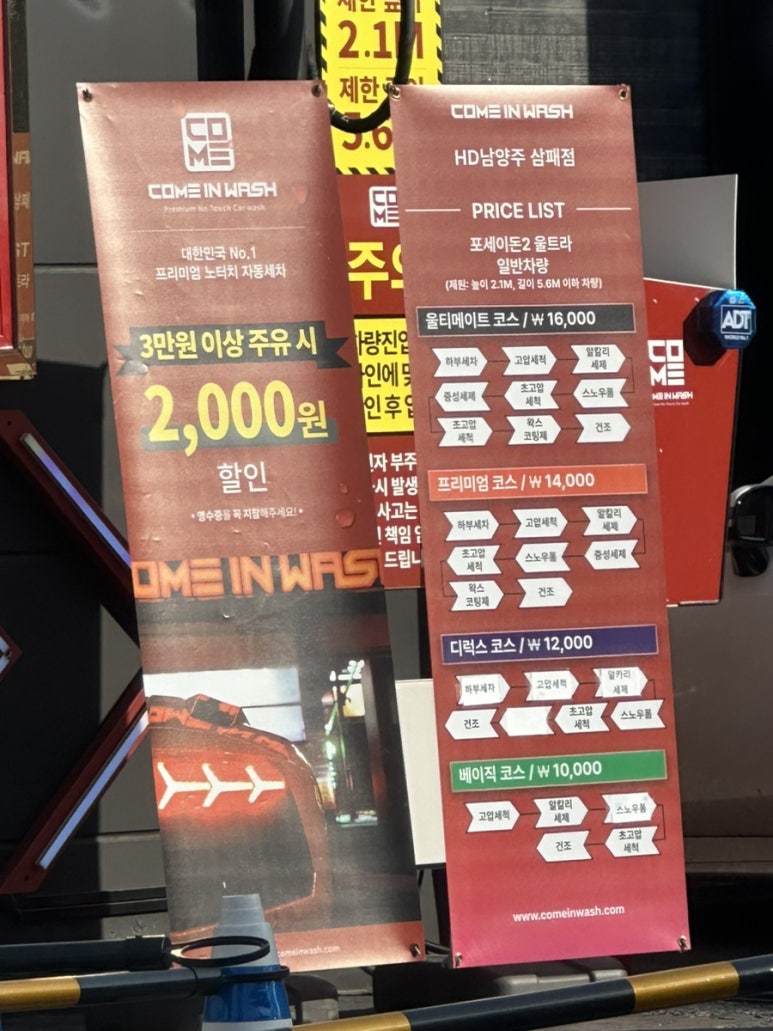 2.1M
제한
5.6
COME
COME IN WASH
Premium No Touch Carwash
대한민국 No.1
프리미엄 노터치 자동세차
3만원 이상 주유 시
2,000원
할인
* 영수증을 꼭 지참해주세요! *
COME IN WASH
COME IN WASH
HD남양주 삼패점
PRICE LIST
포세이돈2 울트라
일반차량
(제원: 높이 2.1M, 길이 5.6M 이하 차량)
울티메이트 코스 / ₩ 16,000
하부세차 고압세척 알칼리 세제
중성세제 초고압 세척 스노우폼
초고압 세척 왁스 코팅제 건조
프리미엄 코스 / ₩ 14,000
하부세차 고압세척 알칼리 세제
초고압 세척 스노우폼 중성세제
왁스 코팅제 건조
디럭스 코스 / ₩ 12,000
하부세차 고압세척 알카리 세제
건조 초고압 세척 스노우폼
베이직 코스 / ₩ 10,000
고압세척 알칼리 세제 스노우폼
건조 초고압 세척
www.comeinwash.com
COME
COME IN WASH
ADT